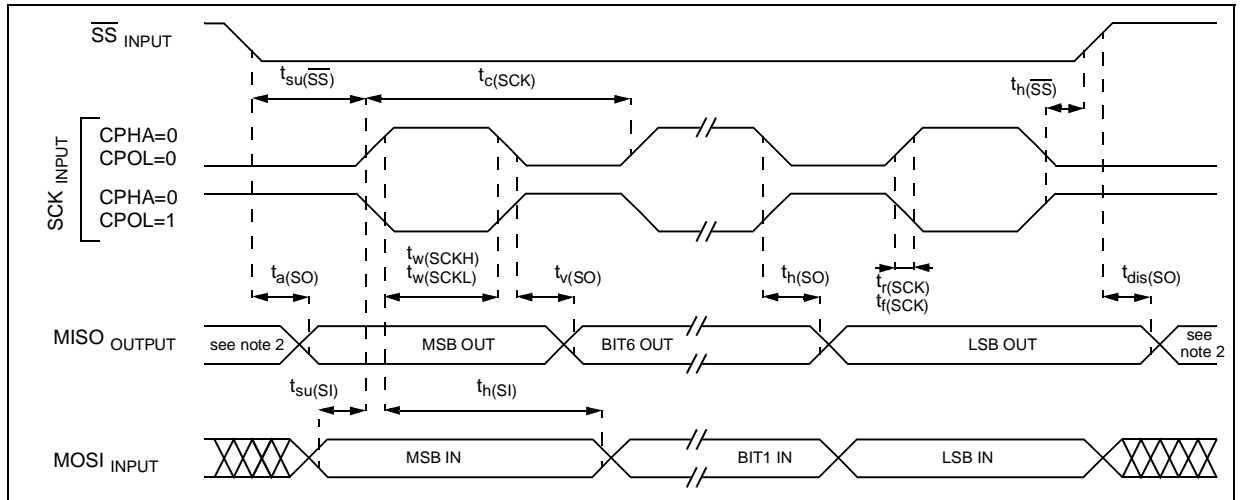 SS INPUT
tsu(SS)
tc(SCK)
th(SS)
SCK INPUT
CPHA=0
CPOL=0
CPHA=0
CPOL=1
ta(SO)
tw(SCKH)
tw(SCKL)
tv(SO)
th(SO)
tr(SCK)
tf(SCK)
tdis(SO)
MISO OUTPUT
see note 2
MSB OUT
BIT6 OUT
LSB OUT
see
note 2
tsu(SI)
th(SI)
MOSI INPUT
MSB IN
BIT1 IN
LSB IN